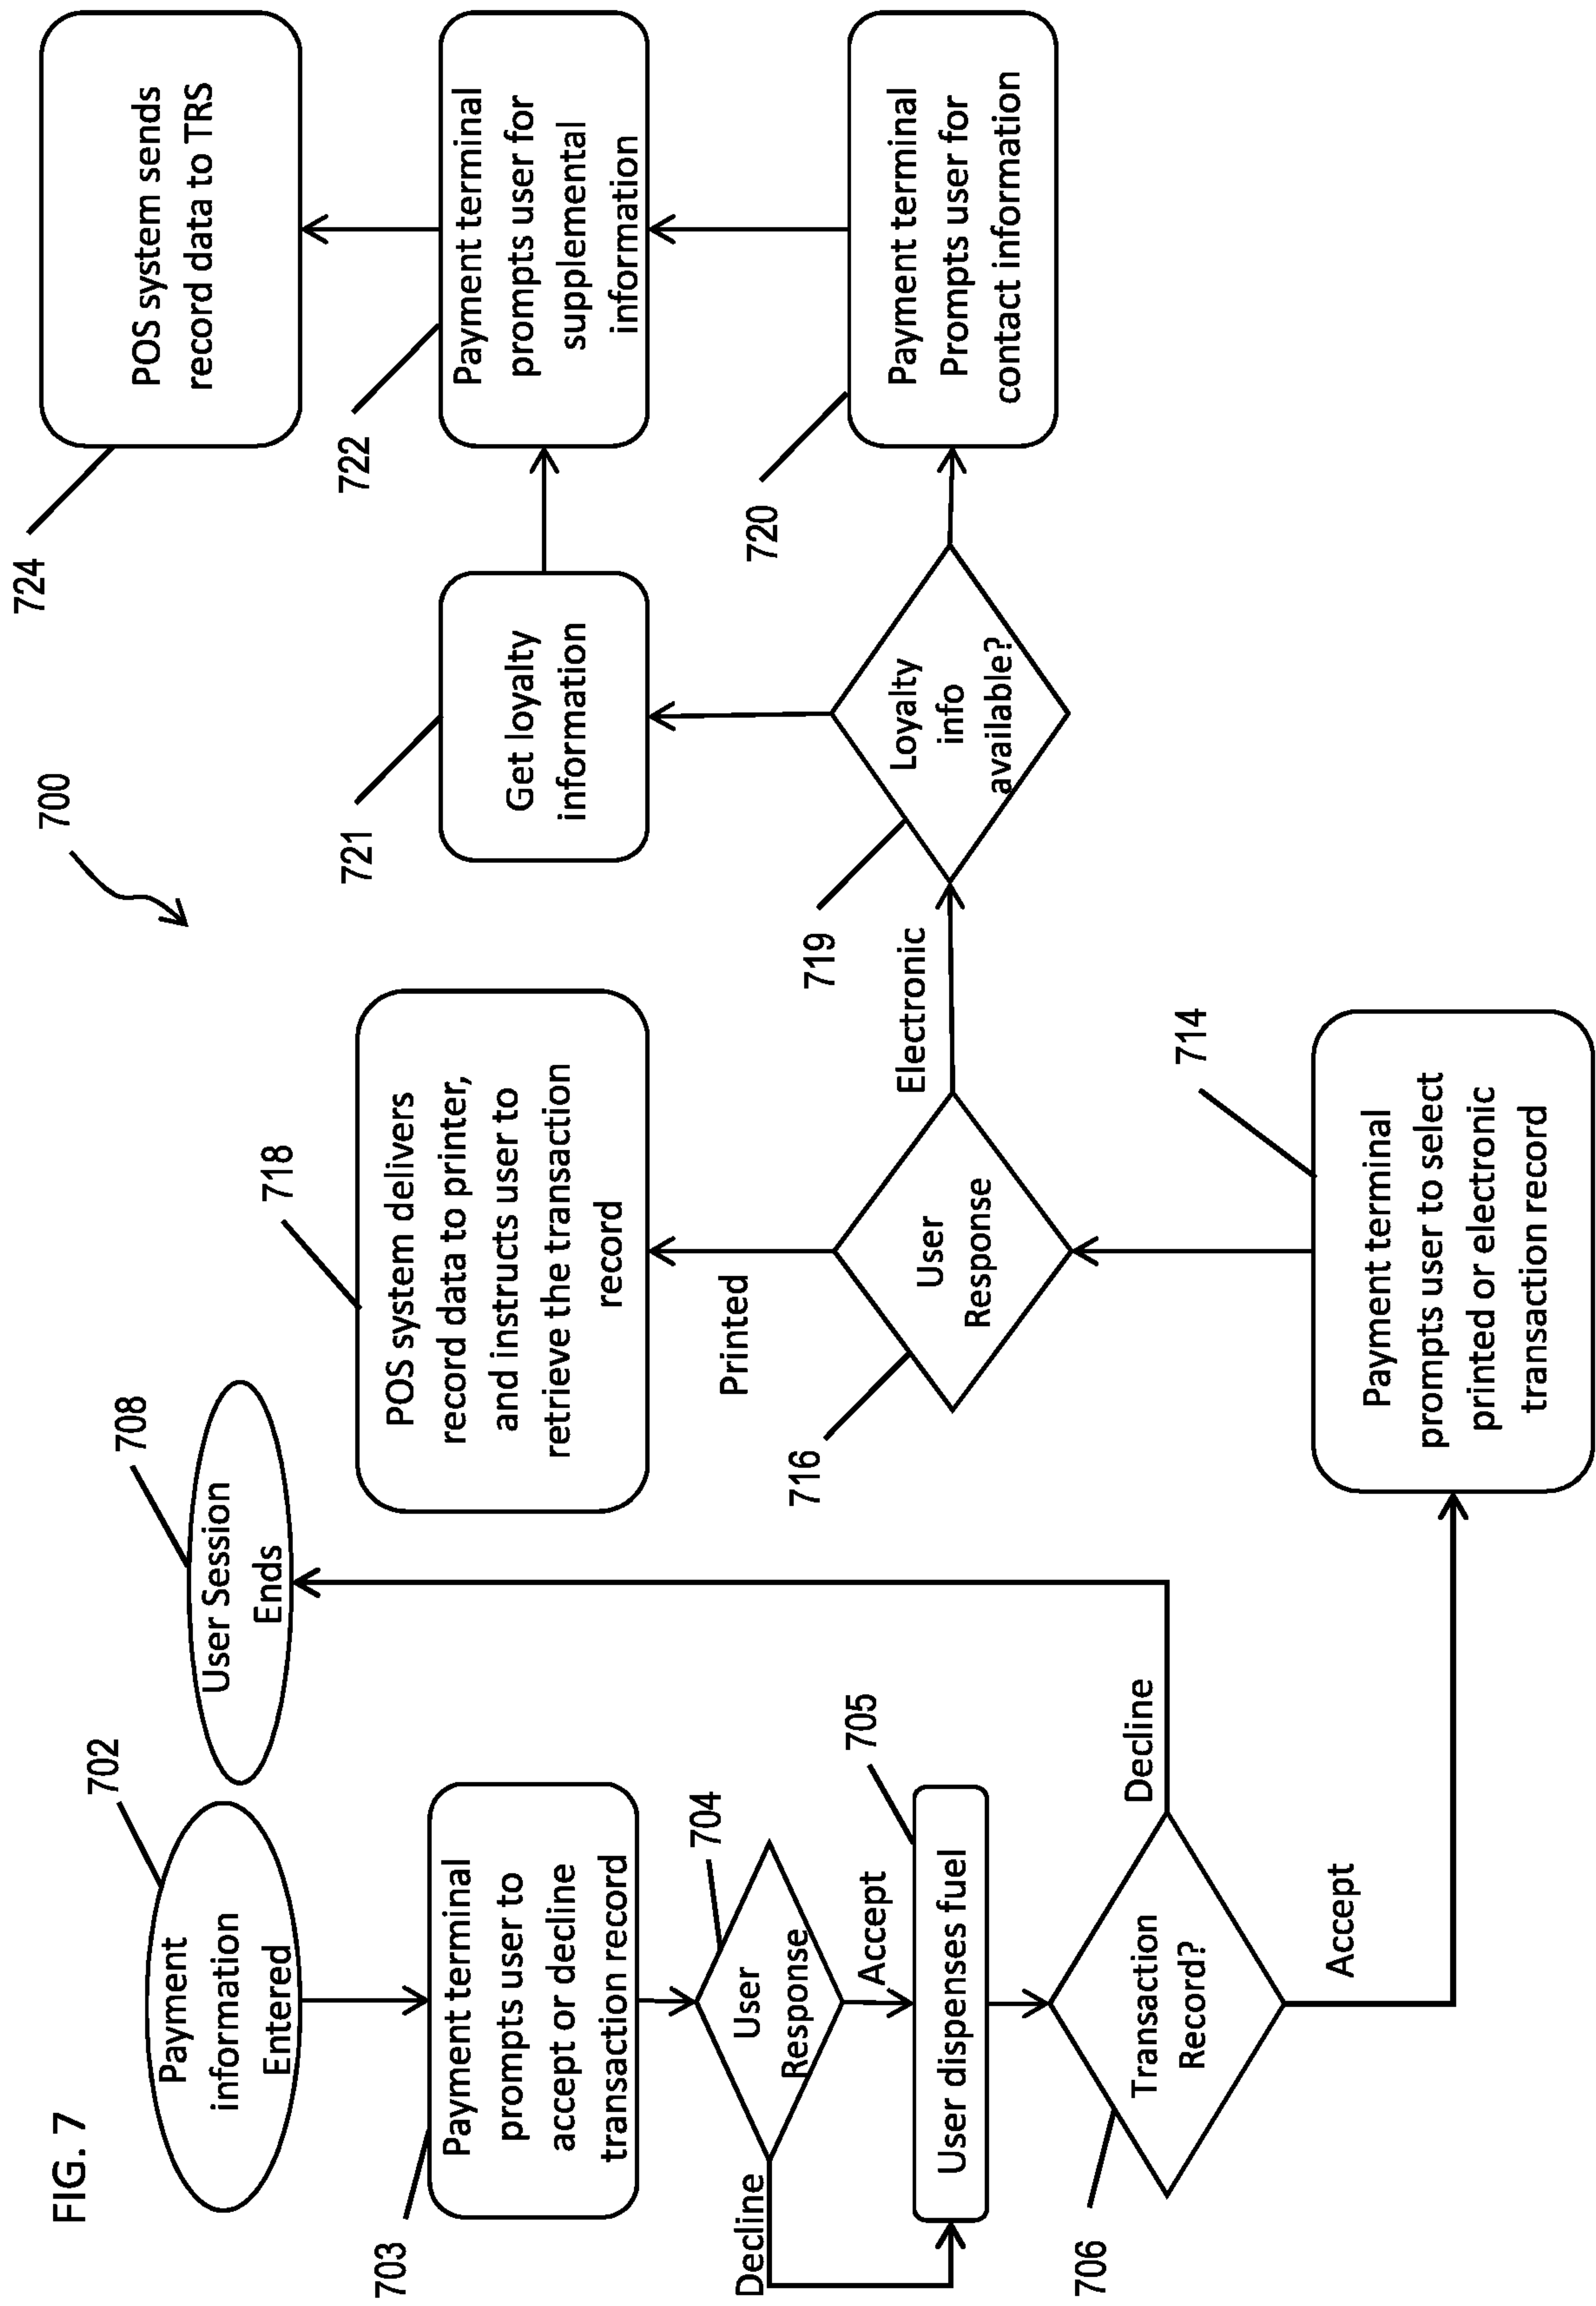 FIG. 7
700
702
Payment
information
Entered
703
Payment terminal
prompts user to
accept or decline
transaction record
704
User
Response
Decline
Accept
705
User dispenses fuel
706
Transaction
Record?
Decline
Accept
708
User Session
Ends
714
Payment terminal
prompts user to select
printed or electronic
transaction record
716
User
Response
Printed
Electronic
718
POS system delivers
record data to printer,
and instructs user to
retrieve the transaction
record
719
Loyalty
info
available?
721
Get loyalty
information
720
Payment terminal
Prompts user for
contact information
722
Payment terminal
prompts user for
supplemental
information
724
POS system sends
record data to TRS